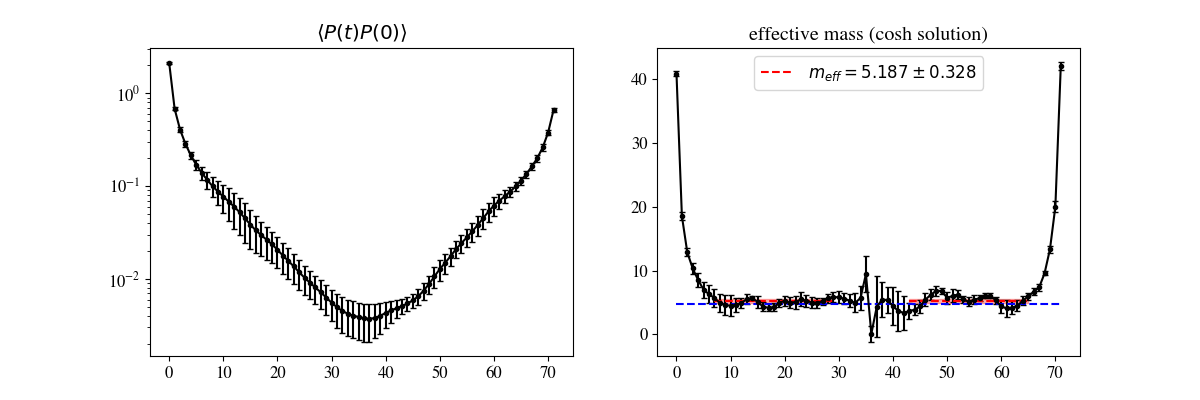 ⟨P(t)P(0)⟩
10⁰
10⁻¹
10⁻²
0 10 20 30 40 50 60 70
effective mass (cosh solution)
m_eff = 5.187 ± 0.328
40
30
20
10
0
0 10 20 30 40 50 60 70